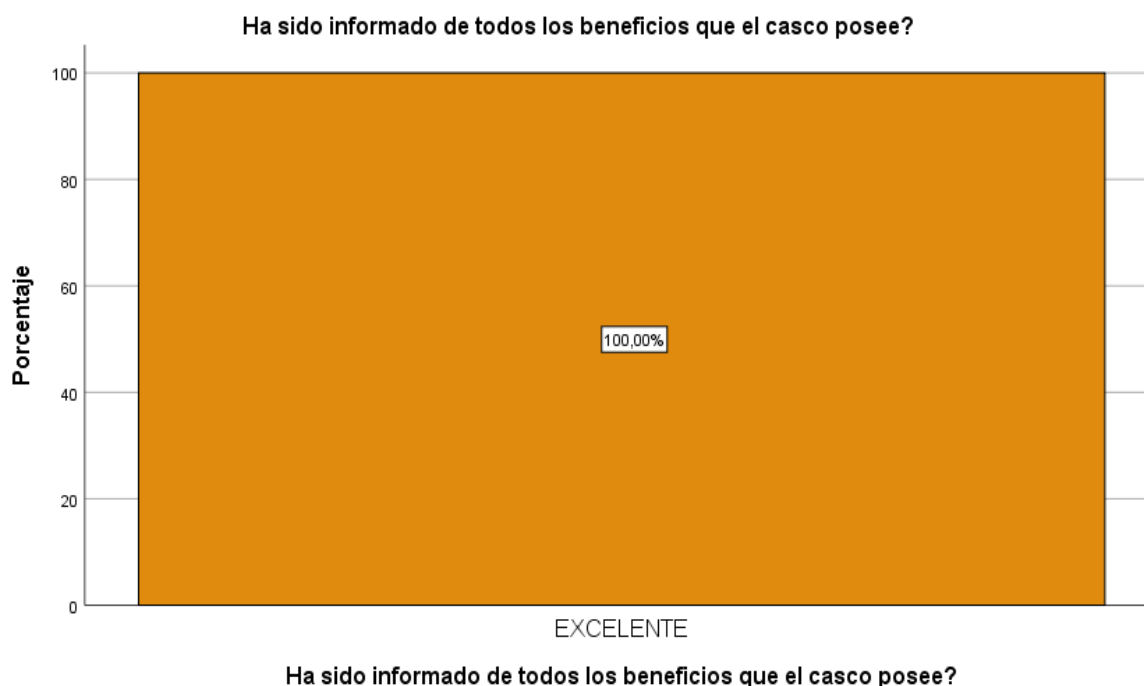 Ha sido informado de todos los beneficios que el casco posee?
100
80
60
40
20
0
Porcentaje
100,00%
EXCELENTE
Ha sido informado de todos los beneficios que el casco posee?